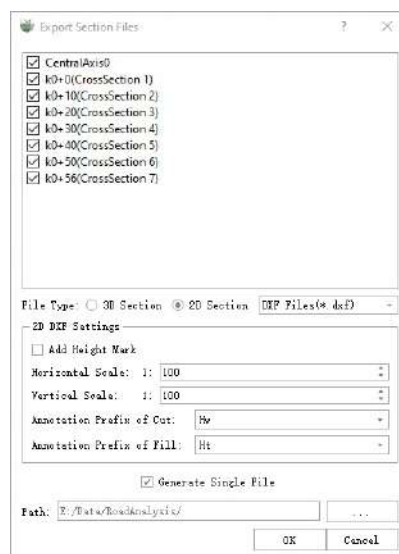 Export Section Files
CentralAxis0
k0+0(CrossSection 1)
k0+10(CrossSection 2)
k0+20(CrossSection 3)
k0+30(CrossSection 4)
k0+40(CrossSection 5)
k0+50(CrossSection 6)
k0+56(CrossSection 7)
File Type: 3D Section 2D Section DXF Files(*.dxf)
2D DXF Settings
Add Height Mark
Horizontal Scale: 1: 100
Vertical Scale: 1: 100
Annotation Prefix of Cut: Hw
Annotation Prefix of Fill: Ht
Generate Single File
Path: E:/Data/RoadAnalysis/ ...
OK Cancel